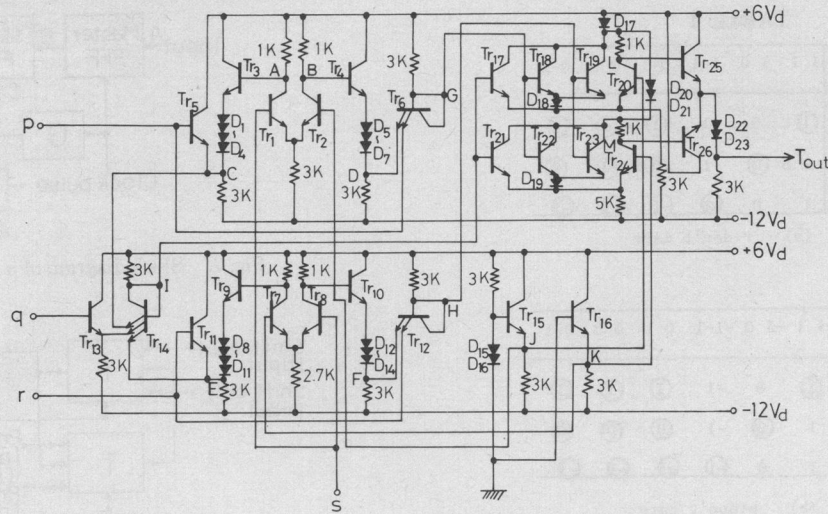 +6Vd
1K 1K
A B
Tr3 Tr4
3K
Tr5
D1
D4
Tr1 Tr2
D5
D7
Tr6
G
C
3K 3K
D
3K
p
D17
1K
L
Tr17 Tr18 Tr19 Tr20
Tr25
D18
D20
D21
1K
Tr21 Tr22 Tr23 M Tr24
Tr26
D22
D23
Tout
D19
3K 3K
5K
-12Vd
+6Vd
3K
I
Tr9
1K 1K
Tr7 Tr8 Tr10
3K
H
q
Tr13 Tr14
Tr11
D8
D11
E
3K
3K
2.7K
D12
D14
F
3K
Tr12
r
3K
Tr15 Tr16
D15
D16
J K
3K 3K
-12Vd
S